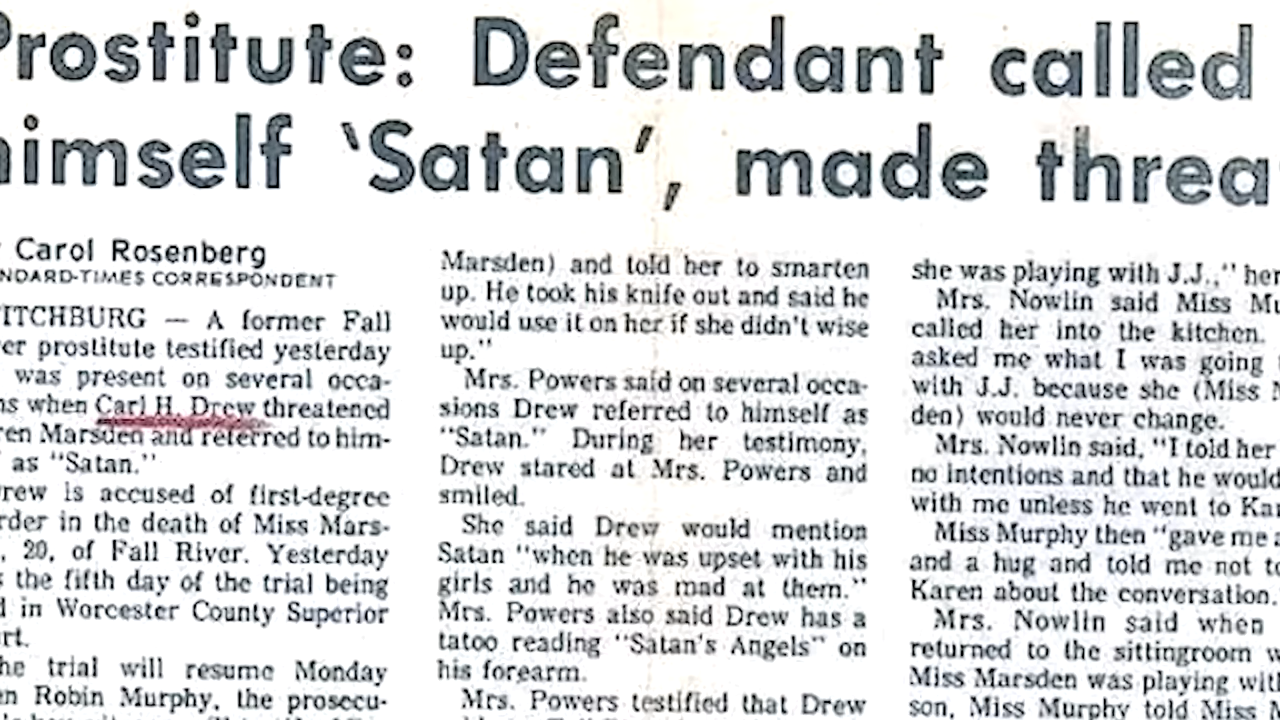 Prostitute: Defendant called
himself 'Satan', made threa
Carol Rosenberg
NDARD-TIMES CORRESPONDENT
ITCHBURG — A former Fall
er prostitute testified yesterday
was present on several occa-
ns when Carl H. Drew threatened
ren Marsden and referred to him-
as "Satan."
rew is accused of first-degree
rder in the death of Miss Mars-
, 20, of Fall River. Yesterday
s the fifth day of the trial being
d in Worcester County Superior
rt.
he trial will resume Monday
en Robin Murphy, the prosecu-
Marsden) and told her to smarten
up. He took his knife out and said he
would use it on her if she didn't wise
up."
Mrs. Powers said on several occa-
sions Drew referred to himself as
"Satan." During her testimony,
Drew stared at Mrs. Powers and
smiled.
She said Drew would mention
Satan "when he was upset with his
girls and he was mad at them."
Mrs. Powers also said Drew has a
tatoo reading "Satan's Angels" on
his forearm.
Mrs. Powers testified that Drew
she was playing with J.J.," her
Mrs. Nowlin said Miss Mu
called her into the kitchen.
asked me what I was going t
with J.J. because she (Miss M
den) would never change.
Mrs. Nowlin said, "I told her
no intentions and that he would
with me unless he went to Kar
Miss Murphy then "gave me a
and a hug and told me not to
Karen about the conversation.
Mrs. Nowlin said when
returned to the sittingroom w
Miss Marsden was playing with
son, Miss Murphy told Miss M